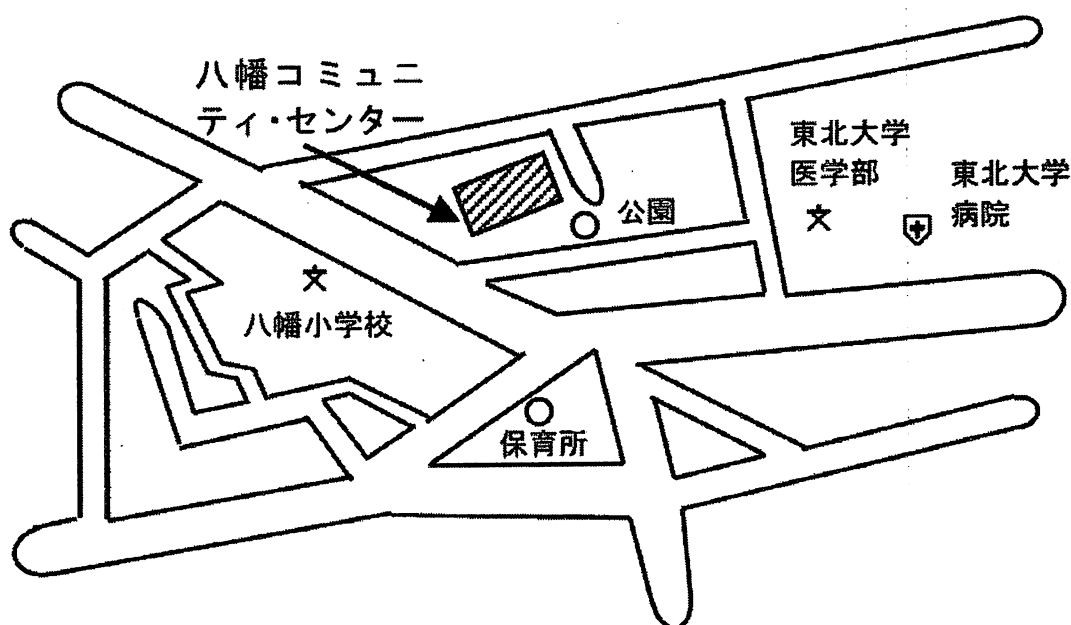 八幡コミュニ
ティ・センター
東北大学
医学部
東北大学
病院
公園
八幡小学校
保育所